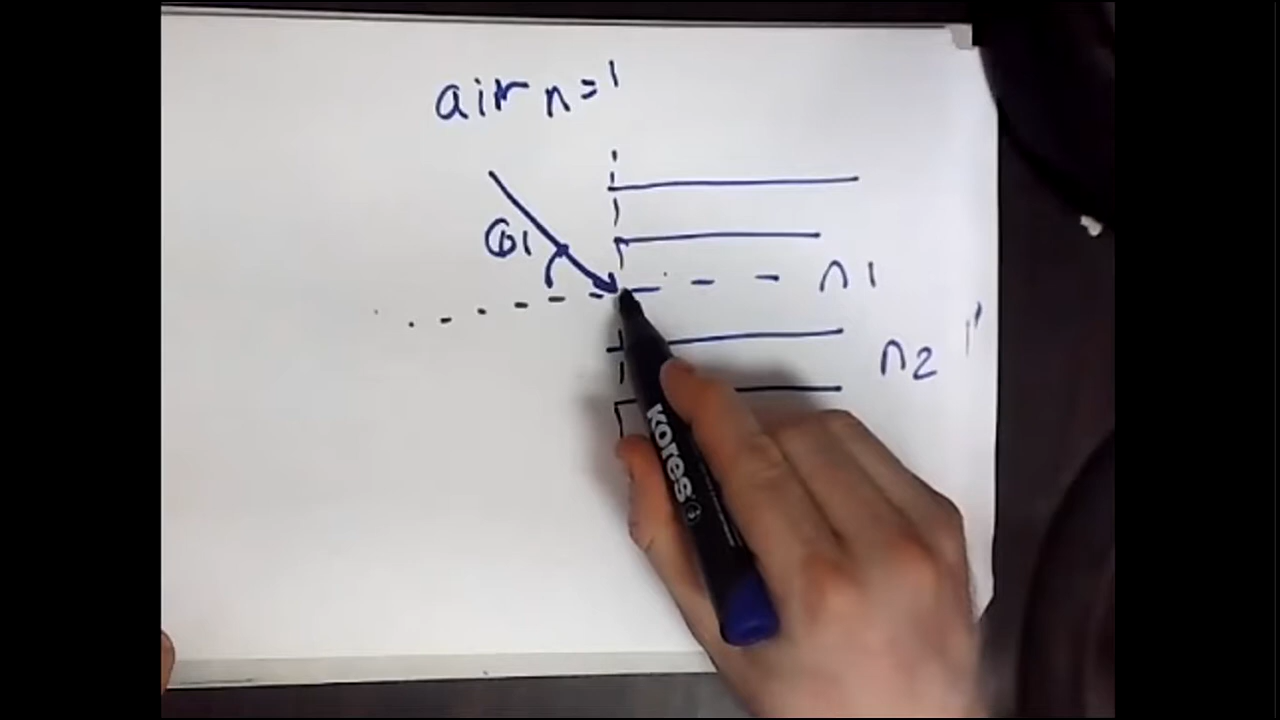 air n=1
θ1
n1
n2
KORES